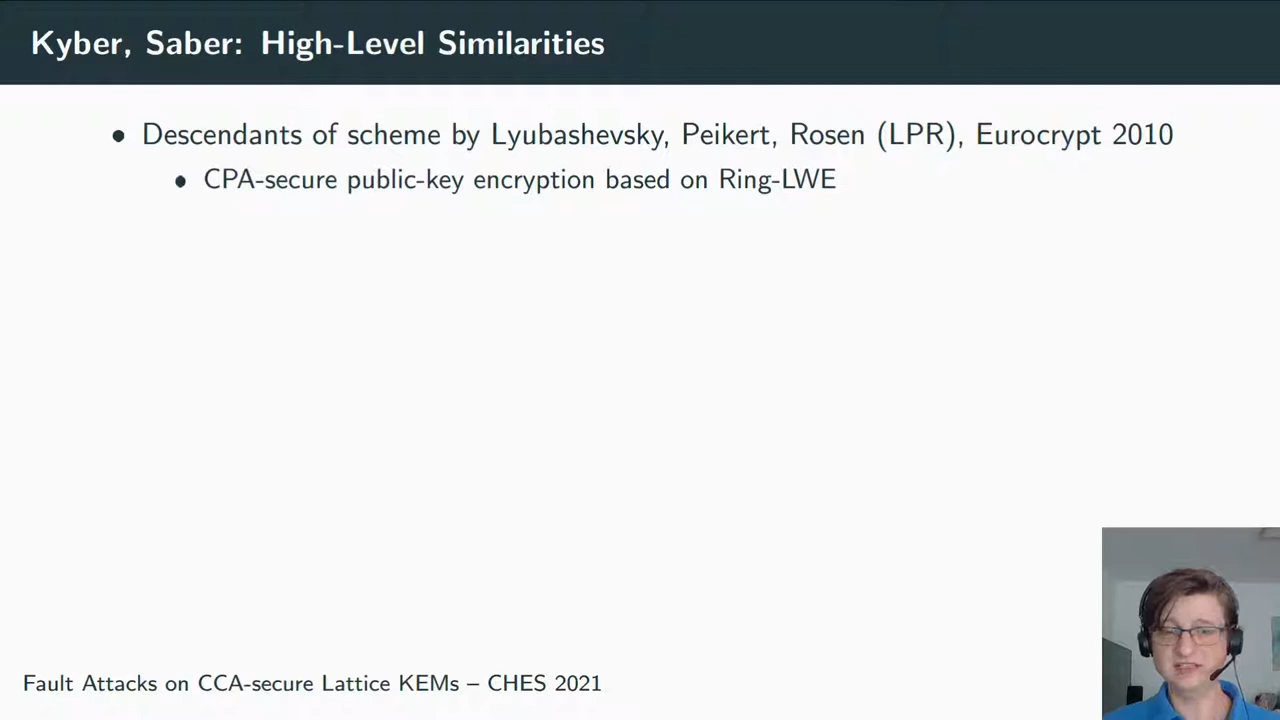 Kyber, Saber: High-Level Similarities
• Descendants of scheme by Lyubashevsky, Peikert, Rosen (LPR), Eurocrypt 2010
• CPA-secure public-key encryption based on Ring-LWE
Fault Attacks on CCA-secure Lattice KEMs – CHES 2021